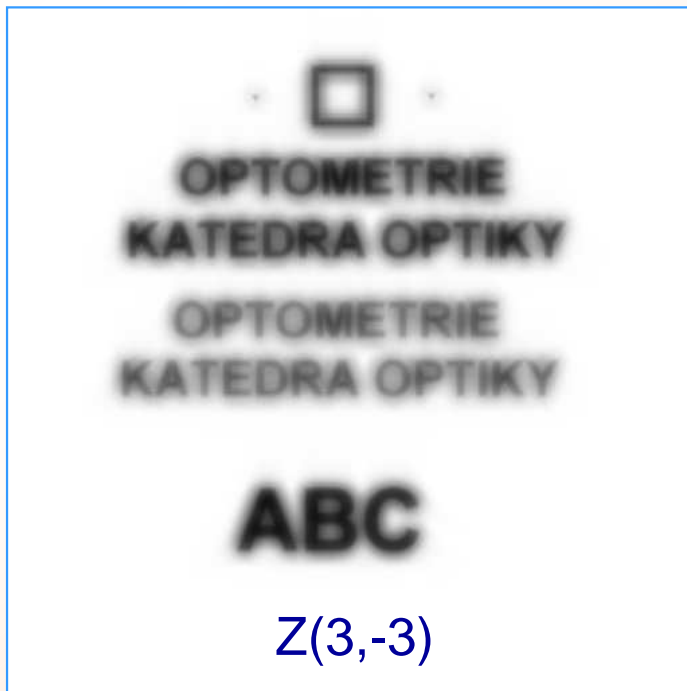 OPTOMETRIE
KATEDRA OPTIKY
OPTOMETRIE
KATEDRA OPTIKY
ABC
Z(3,-3)